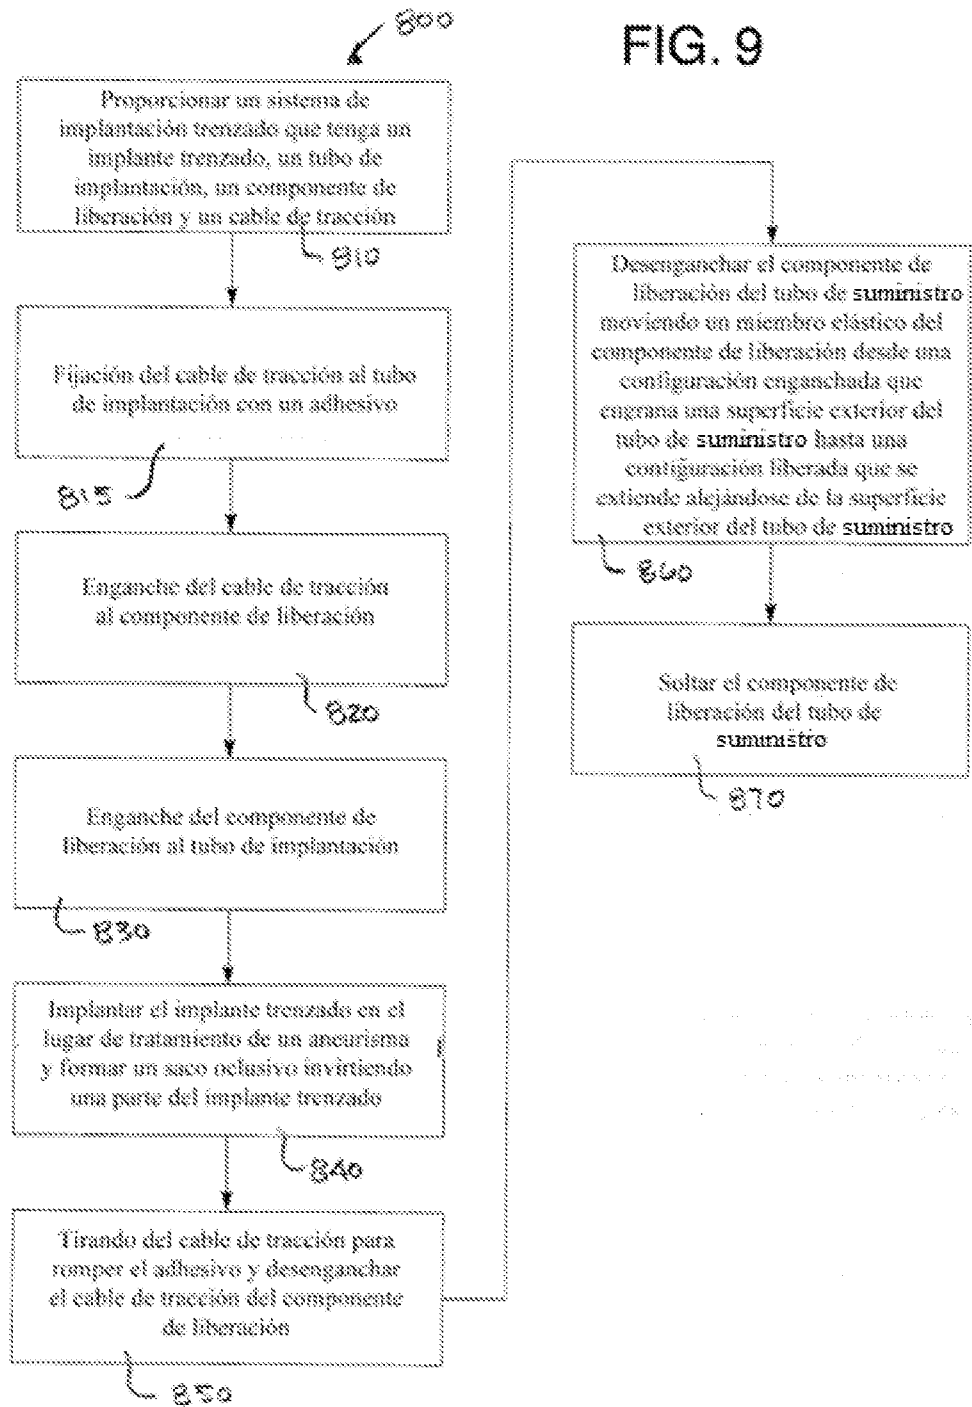 800
FIG. 9
Proporcionar un sistema de
implantación trenzado que tenga un
implante trenzado, un tubo de
implantación, un componente de
liberación y un cable de tracción
810
Fijación del cable de tracción al tubo
de implantación con un adhesivo
815
Enganche del cable de tracción
al componente de liberación
820
Enganche del componente de
liberación al tubo de implantación
830
Implantar el implante trenzado en el
lugar de tratamiento de un aneurisma
y formar un saco oclusivo invirtiendo
una parte del implante trenzado
840
Tirando del cable de tracción para
romper el adhesivo y desenganchar
el cable de tracción del componente
de liberación
850
Desenganchar el componente de
liberación del tubo de suministro
moviendo un miembro elástico del
componente de liberación desde una
configuración enganchada que
engrana una superficie exterior del
tubo de suministro hasta una
configuración liberada que se
extiende alejándose de la superficie
exterior del tubo de suministro
860
Soltar el componente de
liberación del tubo de
suministro
870